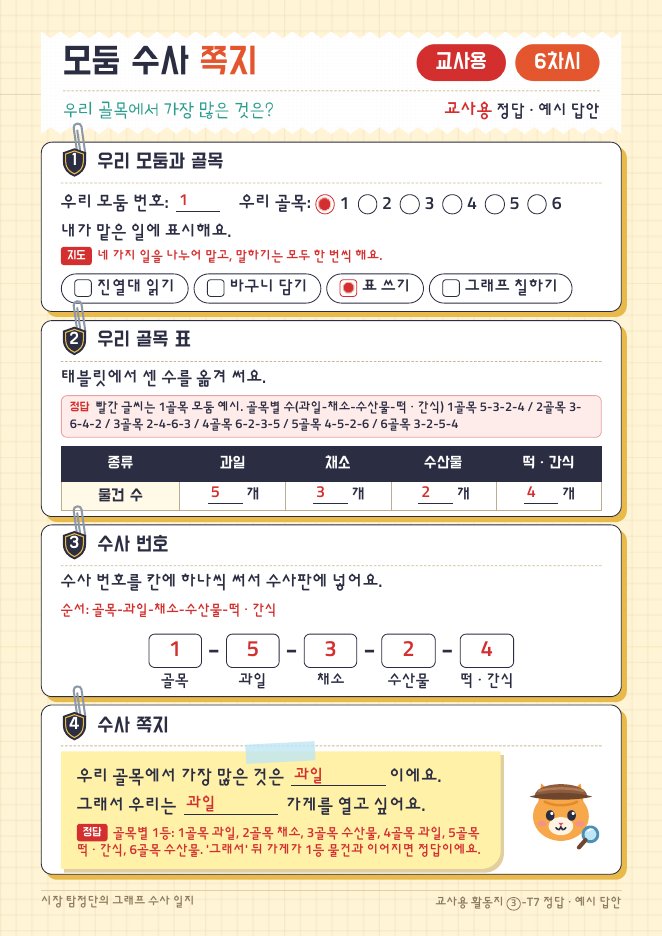 모둠 수사 쪽지
교사용 6차시
우리 골목에서 가장 많은 것은?
교사용 정답 · 예시 답안
1 우리 모둠과 골목
우리 모둠 번호: 1 우리 골목: 1 2 3 4 5 6
내가 맡은 일에 표시해요.
지도 네 가지 일을 나누어 맡고, 말하기는 모두 한 번씩 해요.
진열대 읽기 바구니 담기 표 쓰기 그래프 칠하기
2 우리 골목 표
태블릿에서 센 수를 옮겨 써요.
정답 빨간 글씨는 1골목 모둠 예시. 골목별 수(과일-채소-수산물-떡 · 간식) 1골목 5-3-2-4 / 2골목 3-
6-4-2 / 3골목 2-4-6-3 / 4골목 6-2-3-5 / 5골목 4-5-2-6 / 6골목 3-2-5-4
종류 과일 채소 수산물 떡 · 간식
물건 수 5 개 3 개 2 개 4 개
3 수사 번호
수사 번호를 칸에 하나씩 써서 수사판에 넣어요.
순서: 골목-과일-채소-수산물-떡 · 간식
1 - 5 - 3 - 2 - 4
골목 과일 채소 수산물 떡 · 간식
4 수사 쪽지
우리 골목에서 가장 많은 것은 과일 이에요.
그래서 우리는 과일 가게를 열고 싶어요.
정답 골목별 1등: 1골목 과일, 2골목 채소, 3골목 수산물, 4골목 과일, 5골목
떡 · 간식, 6골목 수산물. '그래서' 뒤 가게가 1등 물건과 이어지면 정답이에요.
시장 탐정단의 그래프 수사 일지
교사용 활동지 ③-T7 정답 · 예시 답안